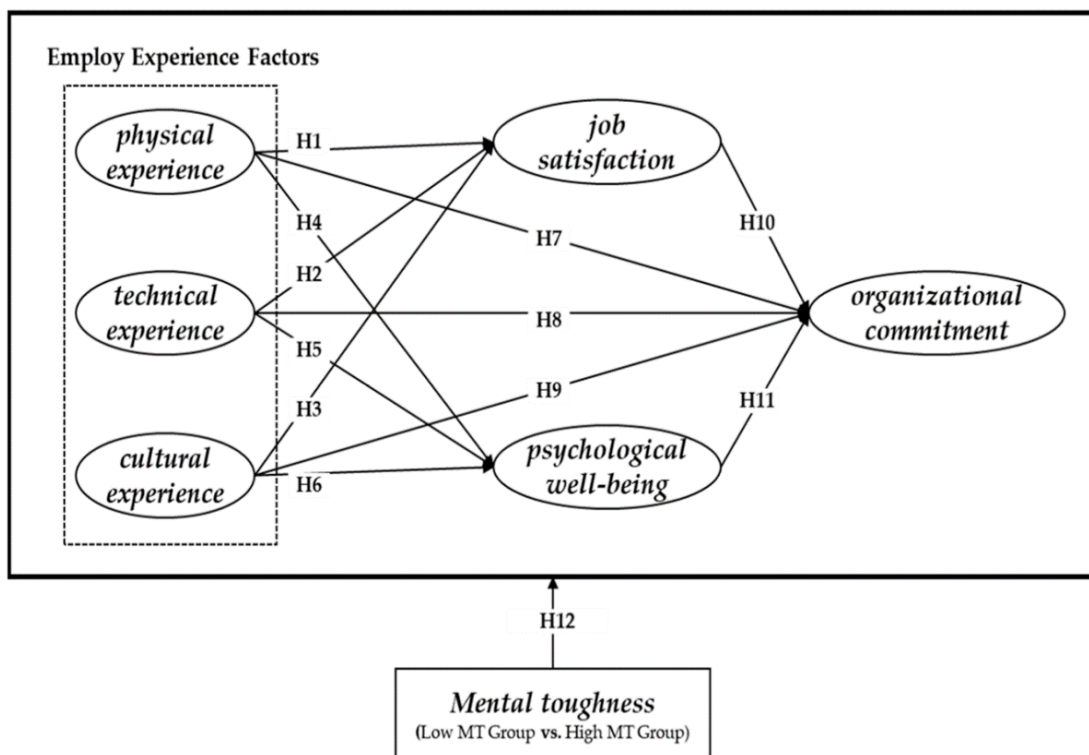 Employ Experience Factors
physical
experience
technical
experience
cultural
experience
H1
H4
H2
H5
H3
H6
H7
H8
H9
job
satisfaction
psychological
well-being
H10
H11
organizational
commitment
H12
Mental toughness
(Low MT Group vs. High MT Group)